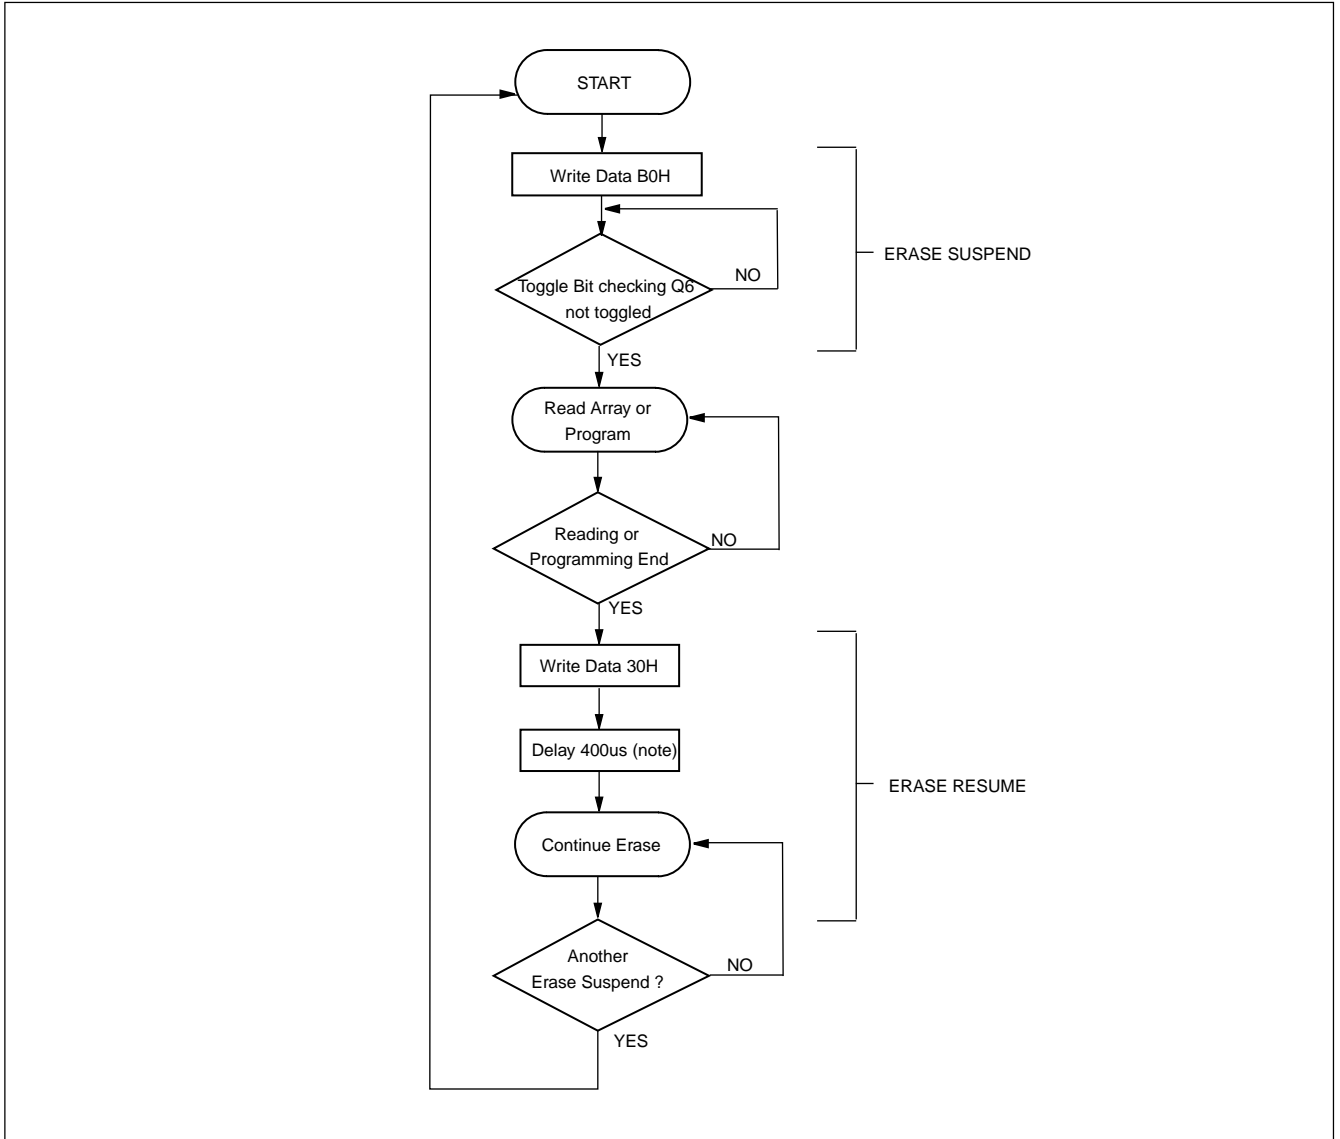 START
Write Data B0H
ERASE SUSPEND
NO
Toggle Bit checking Q6
not toggled
YES
Read Array or
Program
Reading or
NO
Programming End
YES
Write Data 30H
Delay 400us (note)
ERASE RESUME
Continue Erase
Another
NO
Erase Suspend ?
YES